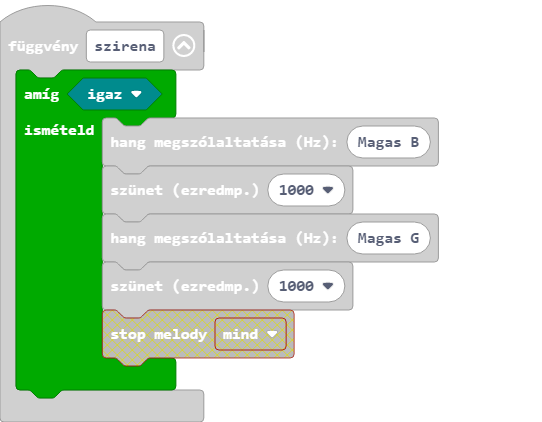 függvény szirena
amíg igaz
ismételd
hang megszólaltatása (Hz): Magas B
szünet (ezredmp.) 1000
hang megszólaltatása (Hz): Magas G
szünet (ezredmp.) 1000
stop melody mind